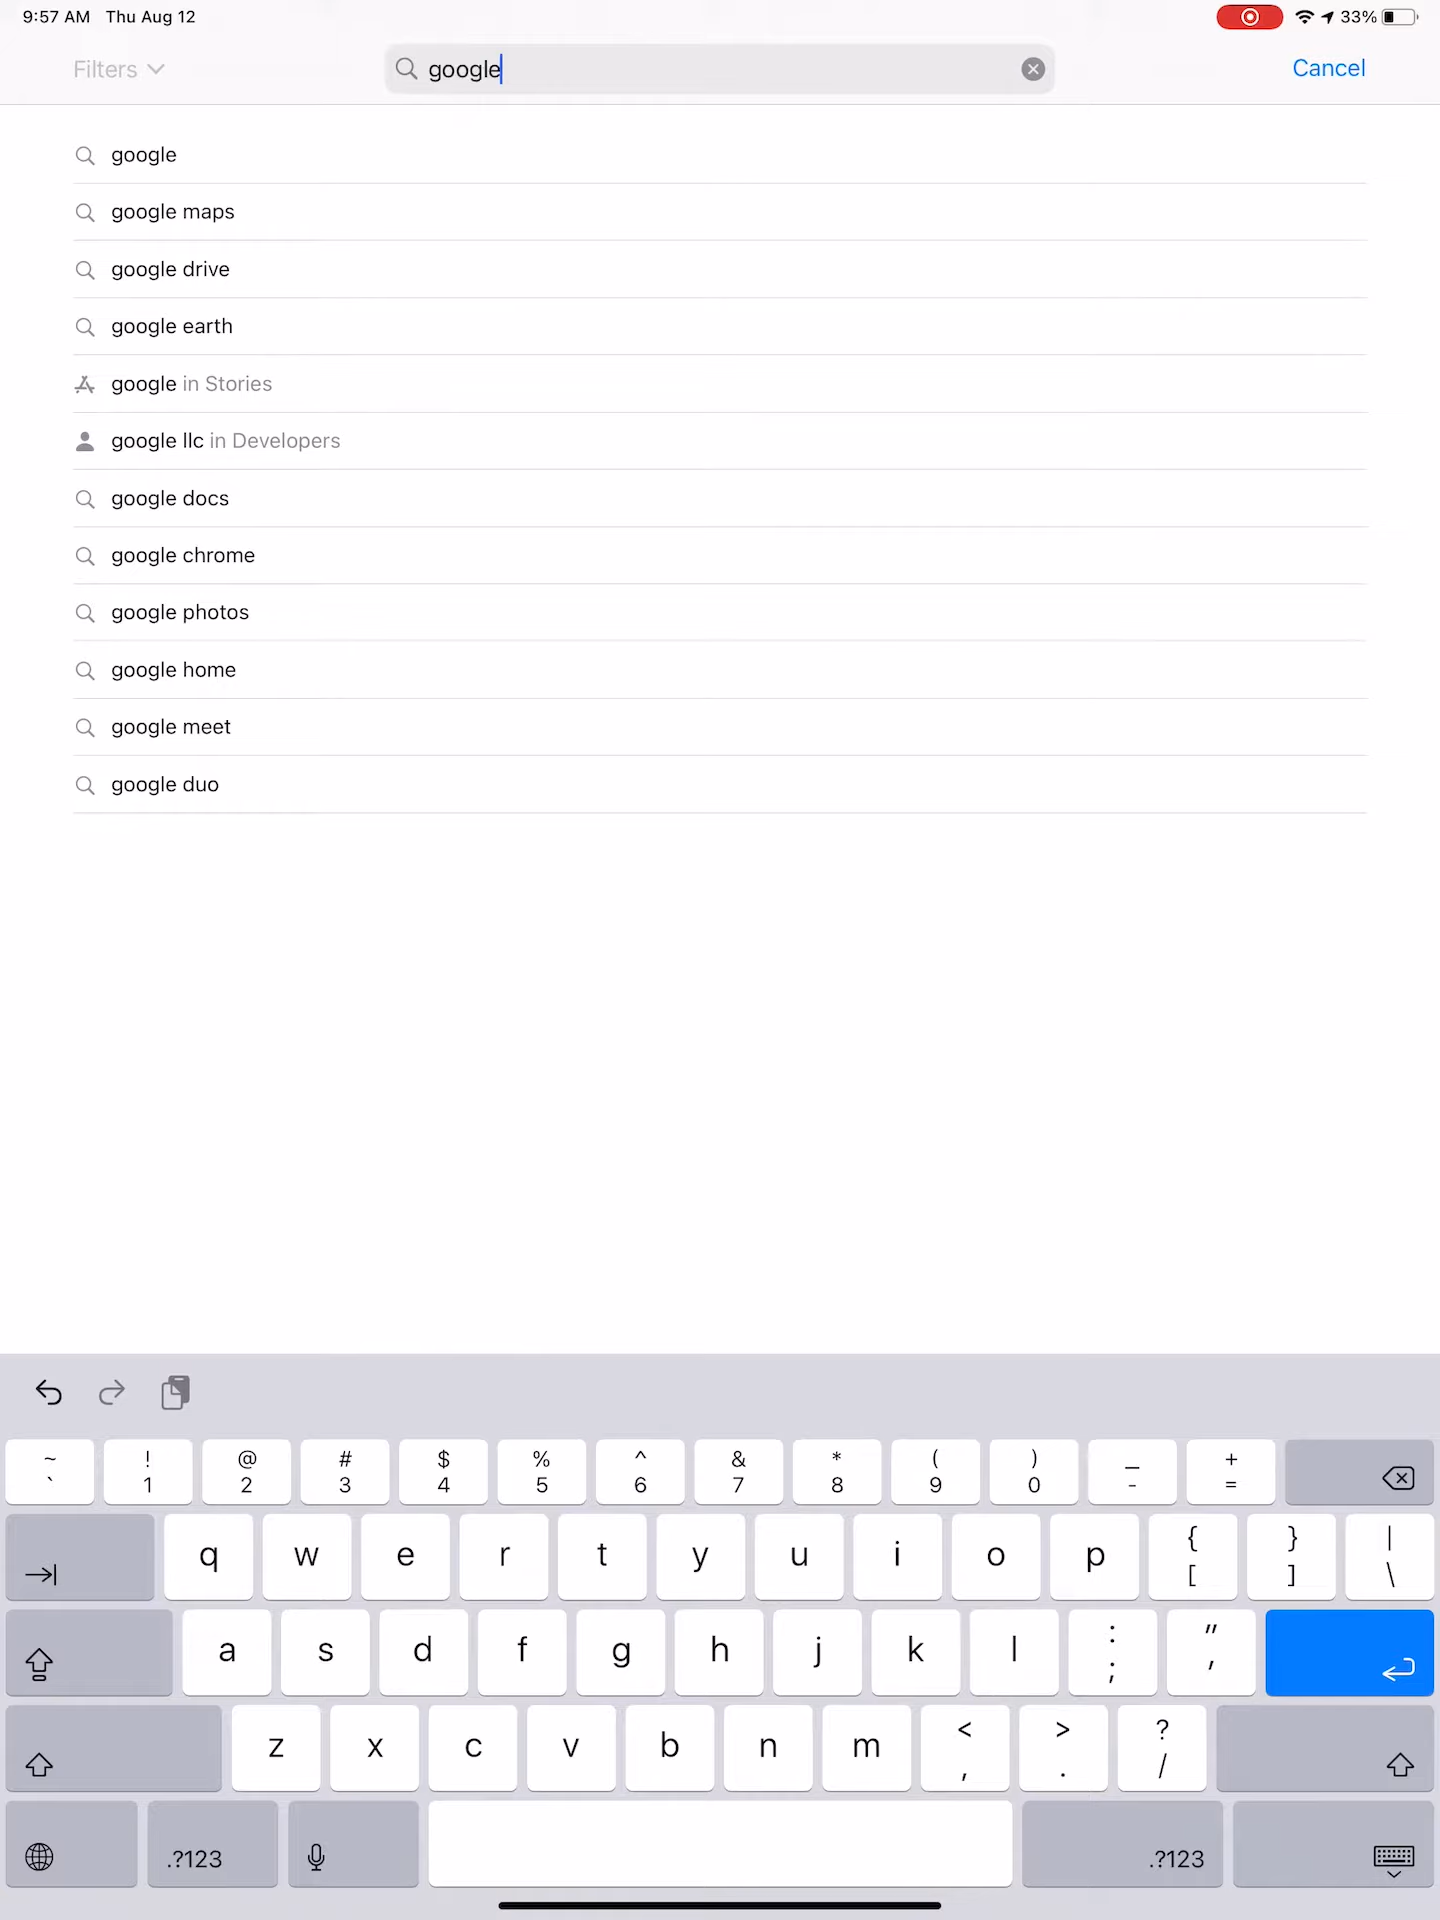 9:57 AM Thu Aug 12 33%
Filters google Cancel
google
google maps
google drive
google earth
google in Stories
google llc in Developers
google docs
google chrome
google photos
google home
google meet
google duo
~ ! @ # $ % ^ & * ( ) _ +
` 1 2 3 4 5 6 7 8 9 0 - =
q w e r t y u i o p { [ } ] | \
a s d f g h j k l : ; " '
z x c v b n m < , > . ? /
.?123 .?123